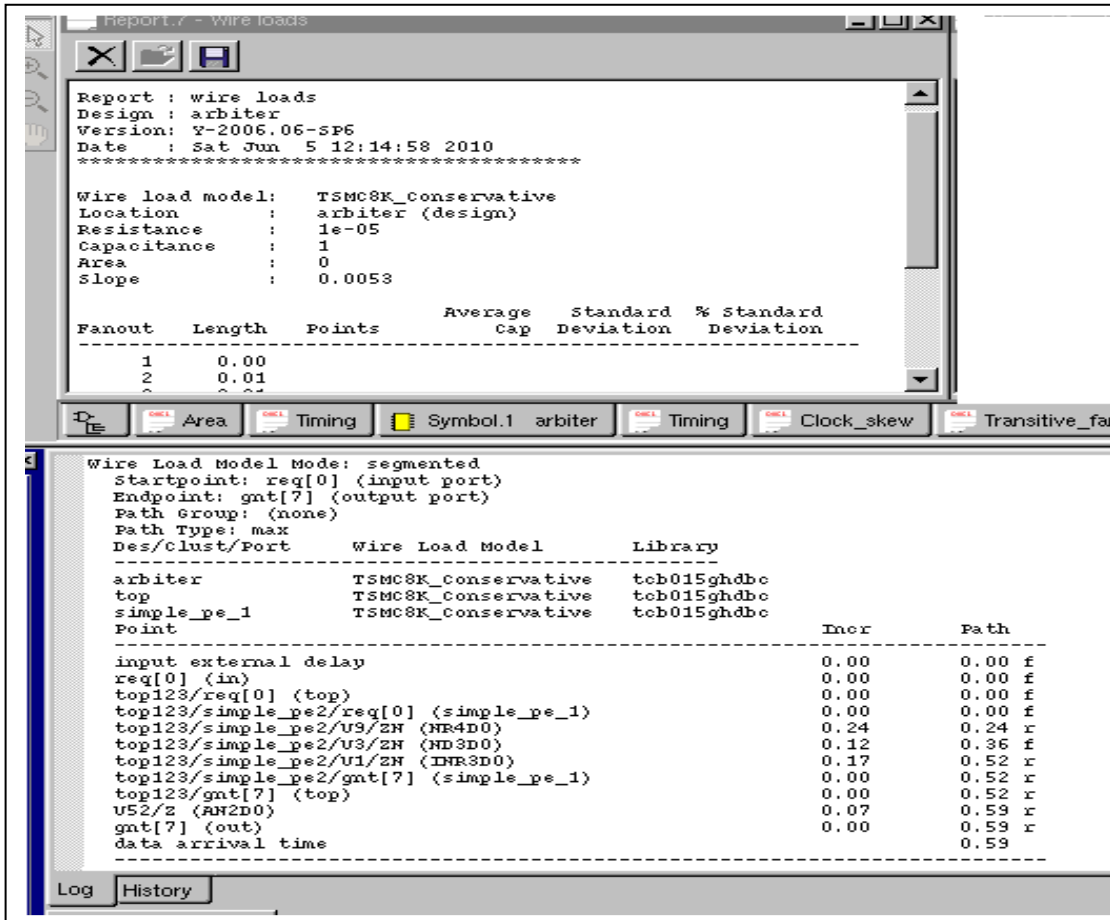 Report.7 - Wire loads
Report : wire loads
Design : arbiter
Version: Y-2006.06-SP6
Date   : Sat Jun  5 12:14:58 2010
****************************************
Wire load model:   TSMC8K_Conservative
Location       :   arbiter (design)
Resistance     :   1e-05
Capacitance    :   1
Area           :   0
Slope          :   0.0053
Average   Standard   % Standard
Fanout   Length   Points   Cap   Deviation   Deviation
--------------------------------------------------------------
1   0.00
2   0.01
Area   Timing   Symbol.1   arbiter   Timing   Clock_skew   Transitive_fa
Wire Load Model Mode: segmented
Startpoint: req[0] (input port)
Endpoint: gnt[7] (output port)
Path Group: (none)
Path Type: max
Des/Clust/Port   Wire Load Model   Library
------------------------------------------------
arbiter   TSMC8K_Conservative   tcb015ghdbc
top   TSMC8K_Conservative   tcb015ghdbc
simple_pe_1   TSMC8K_Conservative   tcb015ghdbc
Point   Incr   Path
--------------------------------------------------------------------------
input external delay   0.00   0.00 f
req[0] (in)   0.00   0.00 f
top123/req[0] (top)   0.00   0.00 f
top123/simple_pe2/req[0] (simple_pe_1)   0.00   0.00 f
top123/simple_pe2/U9/ZN (NR4D0)   0.24   0.24 r
top123/simple_pe2/U3/ZN (ND3D0)   0.12   0.36 f
top123/simple_pe2/U1/ZN (INR3D0)   0.17   0.52 r
top123/simple_pe2/gnt[7] (simple_pe_1)   0.00   0.52 r
top123/gnt[7] (top)   0.00   0.52 r
U52/Z (AN2D0)   0.07   0.59 r
gnt[7] (out)   0.00   0.59 r
data arrival time   0.59
--------------------------------------------------------------------------
Log   History